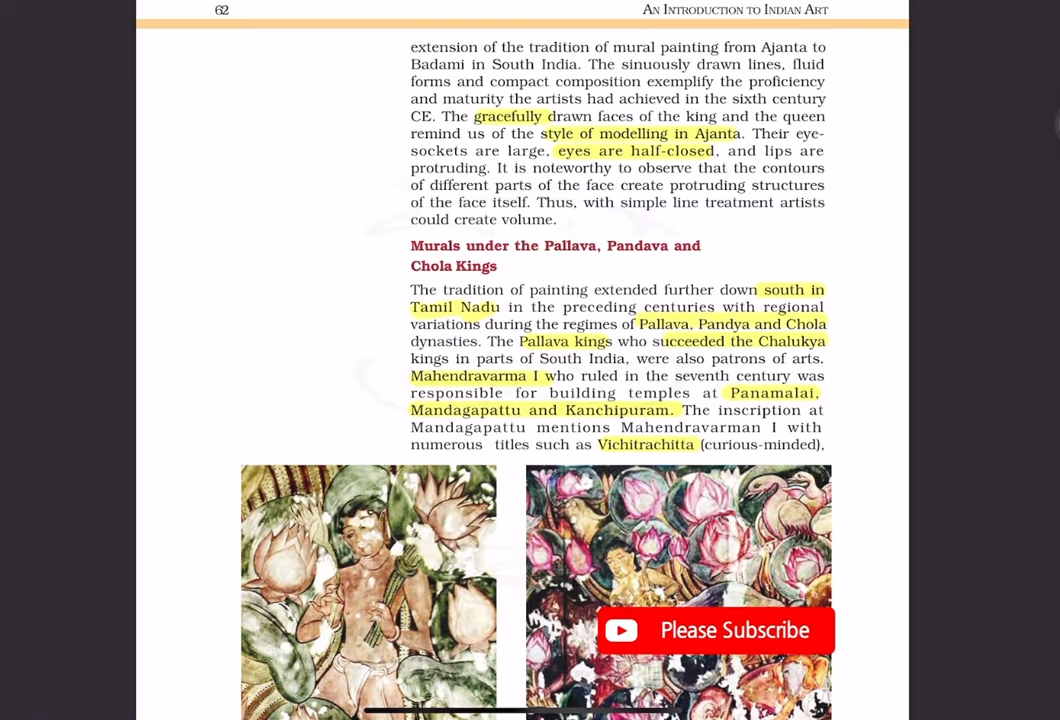 62
AN INTRODUCTION TO INDIAN ART
extension of the tradition of mural painting from Ajanta to
Badami in South India. The sinuously drawn lines, fluid
forms and compact composition exemplify the proficiency
and maturity the artists had achieved in the sixth century
CE. The gracefully drawn faces of the king and the queen
remind us of the style of modelling in Ajanta. Their eye-
sockets are large, eyes are half-closed, and lips are
protruding. It is noteworthy to observe that the contours
of different parts of the face create protruding structures
of the face itself. Thus, with simple line treatment artists
could create volume.
Murals under the Pallava, Pandava and
Chola Kings
The tradition of painting extended further down south in
Tamil Nadu in the preceding centuries with regional
variations during the regimes of Pallava, Pandya and Chola
dynasties. The Pallava kings who succeeded the Chalukya
kings in parts of South India, were also patrons of arts.
Mahendravarma I who ruled in the seventh century was
responsible for building temples at Panamalai,
Mandagapattu and Kanchipuram. The inscription at
Mandagapattu mentions Mahendravarman I with
numerous titles such as Vichitrachitta (curious-minded),
Please Subscribe